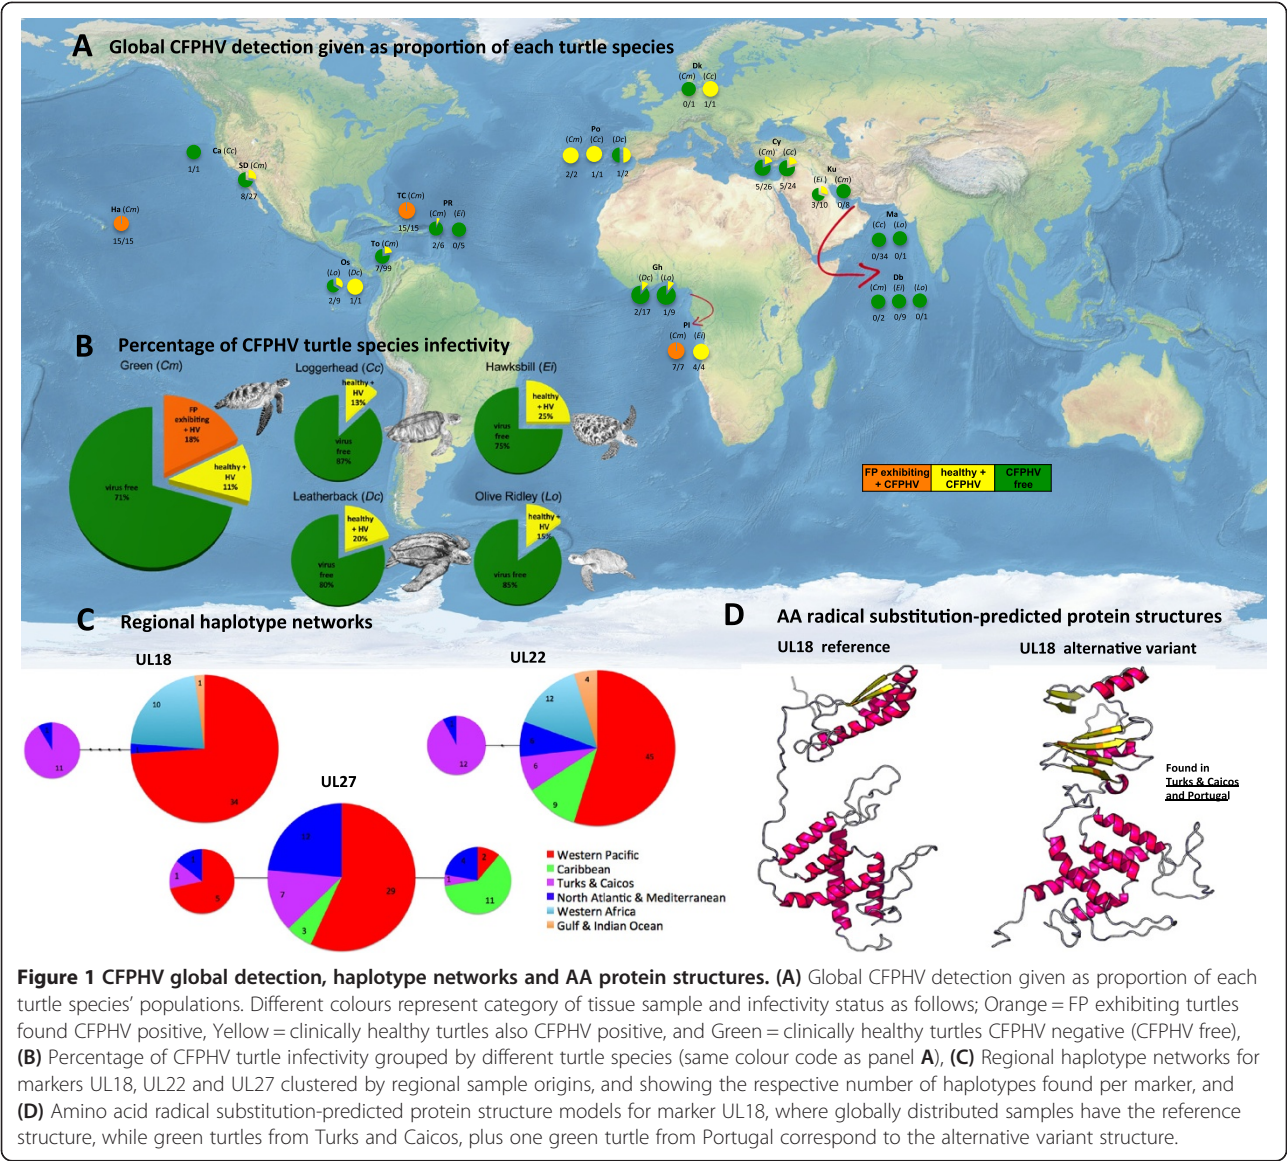 A Global CFPHV detection given as proportion of each turtle species
Dk
(Cm) (Cc)
0/1 1/1
Po
(Cm) (Cc) (Dc)
2/2 1/1 1/2
Cy
(Cm) (Cc)
5/26 5/24
Ku
(Ei) (Cm)
3/10 0/8
Ca (Cc)
1/1
SD (Cm)
8/27
Ha (Cm)
15/15
TC (Cm)
15/15
PR
(Cm) (Ei)
2/6 0/5
To (Cm)
7/99
Os
(Lo) (Dc)
2/9 1/1
Ma
(Cc) (Lo)
0/34 0/1
Db
(Cm) (Ei) (Lo)
0/2 0/9 0/1
Gh
(Dc) (Lo)
2/17 1/9
PI
(Cm) (Ei)
7/7 4/4
B Percentage of CFPHV turtle species infectivity
Green (Cm)
FP
exhibiting
+ HV
18%
healthy +
HV
11%
virus free
71%
Loggerhead (Cc)
healthy +
HV
13%
virus
free
87%
Hawksbill (Ei)
healthy
+ HV
25%
virus
free
75%
Leatherback (Dc)
healthy
+ HV
20%
virus
free
80%
Olive Ridley (Lo)
healthy +
HV
15%
virus free
85%
FP exhibiting
+ CFPHV
healthy +
CFPHV
CFPHV
free
C Regional haplotype networks
UL18
11
1
10
34
UL22
12
4
12
6
9
45
UL27
1
5
7
3
29
2
1
11
Western Pacific
Caribbean
Turks & Caicos
North Atlantic & Mediterranean
Western Africa
Gulf & Indian Ocean
D AA radical substitution-predicted protein structures
UL18 reference
UL18 alternative variant
Found in
Turks & Caicos
and Portugal
Figure 1 CFPHV global detection, haplotype networks and AA protein structures. (A) Global CFPHV detection given as proportion of each
turtle species’ populations. Different colours represent category of tissue sample and infectivity status as follows; Orange = FP exhibiting turtles
found CFPHV positive, Yellow = clinically healthy turtles also CFPHV positive, and Green = clinically healthy turtles CFPHV negative (CFPHV free),
(B) Percentage of CFPHV turtle infectivity grouped by different turtle species (same colour code as panel A), (C) Regional haplotype networks for
markers UL18, UL22 and UL27 clustered by regional sample origins, and showing the respective number of haplotypes found per marker, and
(D) Amino acid radical substitution-predicted protein structure models for marker UL18, where globally distributed samples have the reference
structure, while green turtles from Turks and Caicos, plus one green turtle from Portugal correspond to the alternative variant structure.